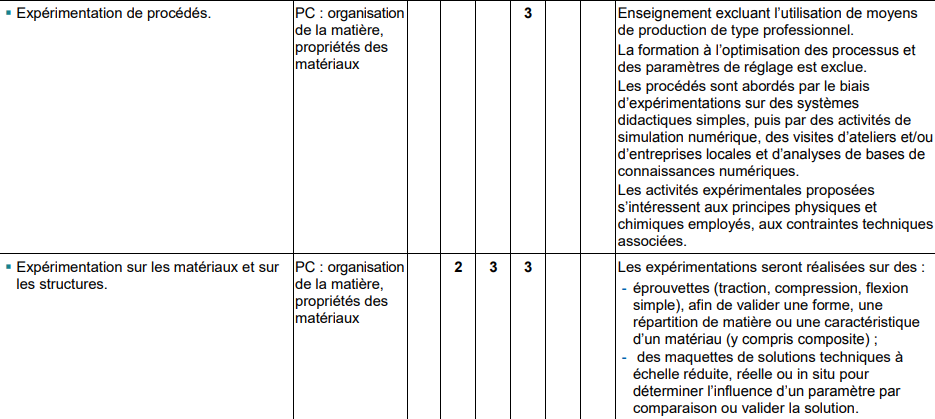 ▪ Expérimentation de procédés.
PC : organisation
de la matière,
propriétés des
matériaux
3
Enseignement excluant l’utilisation de moyens
de production de type professionnel.
La formation à l’optimisation des processus et
des paramètres de réglage est exclue.
Les procédés sont abordés par le biais
d’expérimentations sur des systèmes
didactiques simples, puis par des activités de
simulation numérique, des visites d’ateliers et/ou
d’entreprises locales et d’analyses de bases de
connaissances numériques.
Les activités expérimentales proposées
s’intéressent aux principes physiques et
chimiques employés, aux contraintes techniques
associées.
▪ Expérimentation sur les matériaux et sur
les structures.
PC : organisation
de la matière,
propriétés des
matériaux
2 3 3
Les expérimentations seront réalisées sur des :
- éprouvettes (traction, compression, flexion
simple), afin de valider une forme, une
répartition de matière ou une caractéristique
d’un matériau (y compris composite) ;
- des maquettes de solutions techniques à
échelle réduite, réelle ou in situ pour
déterminer l’influence d’un paramètre par
comparaison ou valider la solution.